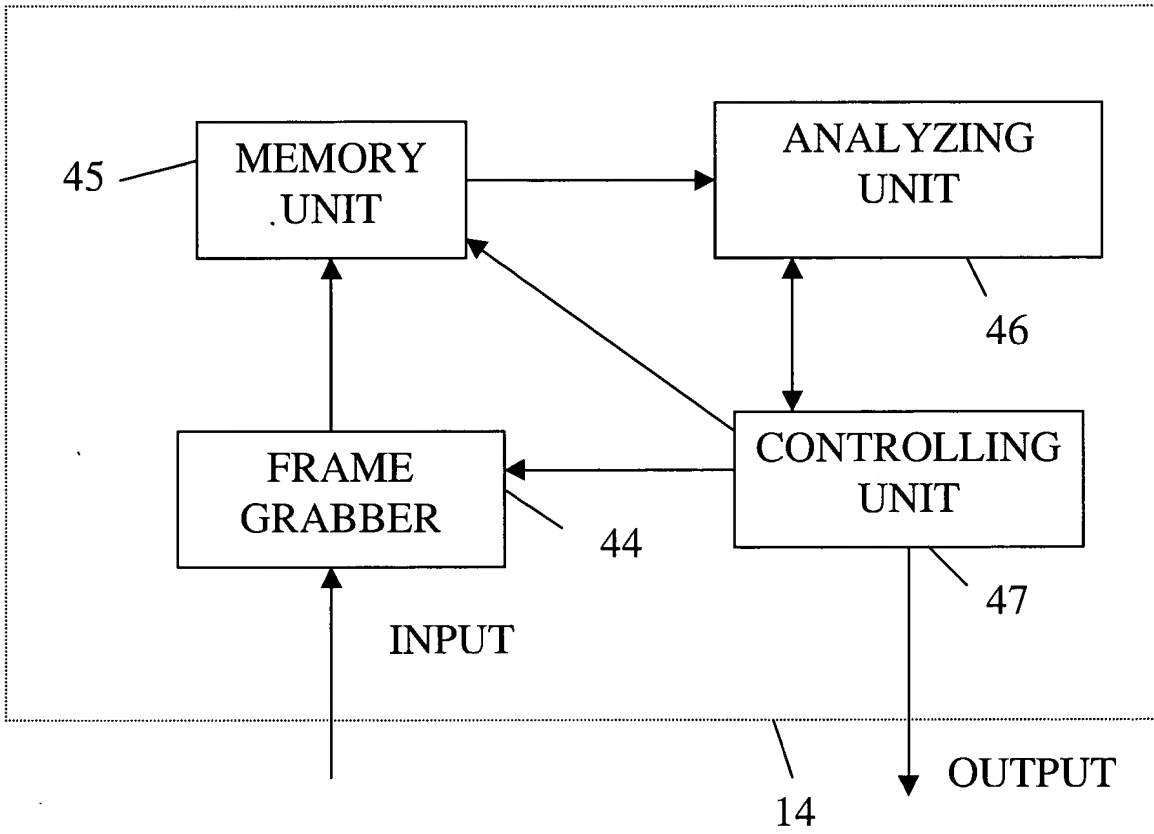 45
MEMORY
UNIT
ANALYZING
UNIT
46
FRAME
GRABBER
44
CONTROLLING
UNIT
47
INPUT
OUTPUT
14